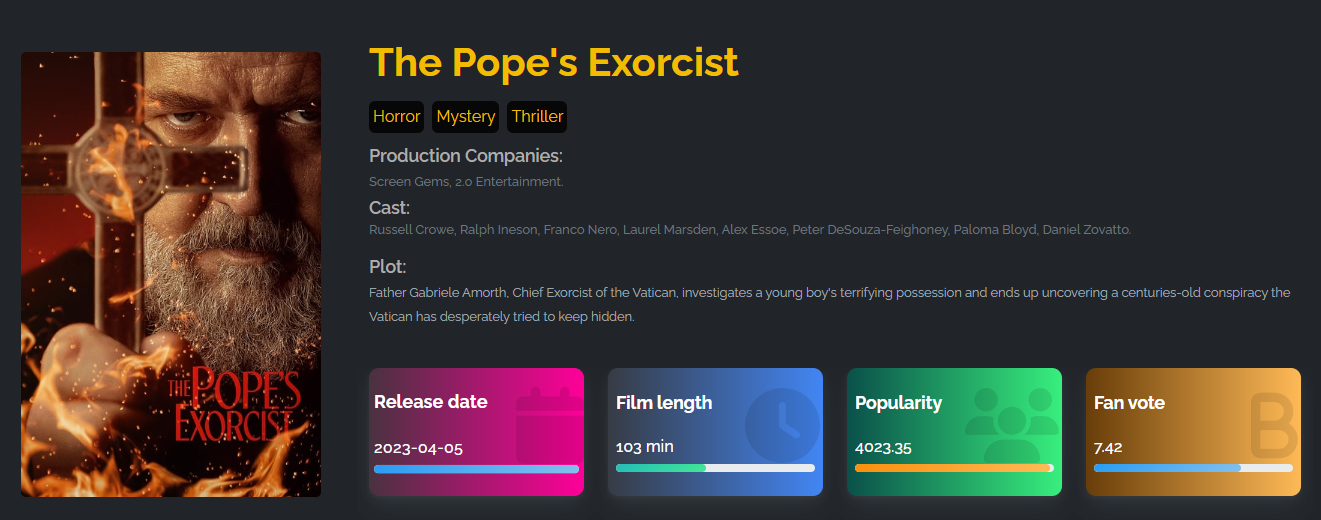 The Pope's Exorcist
Horror Mystery Thriller
Production Companies:
Screen Gems, 2.0 Entertainment.
Cast:
Russell Crowe, Ralph Ineson, Franco Nero, Laurel Marsden, Alex Essoe, Peter DeSouza-Feighoney, Paloma Bloyd, Daniel Zovatto.
Plot:
Father Gabriele Amorth, Chief Exorcist of the Vatican, investigates a young boy's terrifying possession and ends up uncovering a centuries-old conspiracy the
Vatican has desperately tried to keep hidden.
THE POPE'S
EXORCIST
Release date
2023-04-05
Film length
103 min
Popularity
4023.35
Fan vote
7.42
B